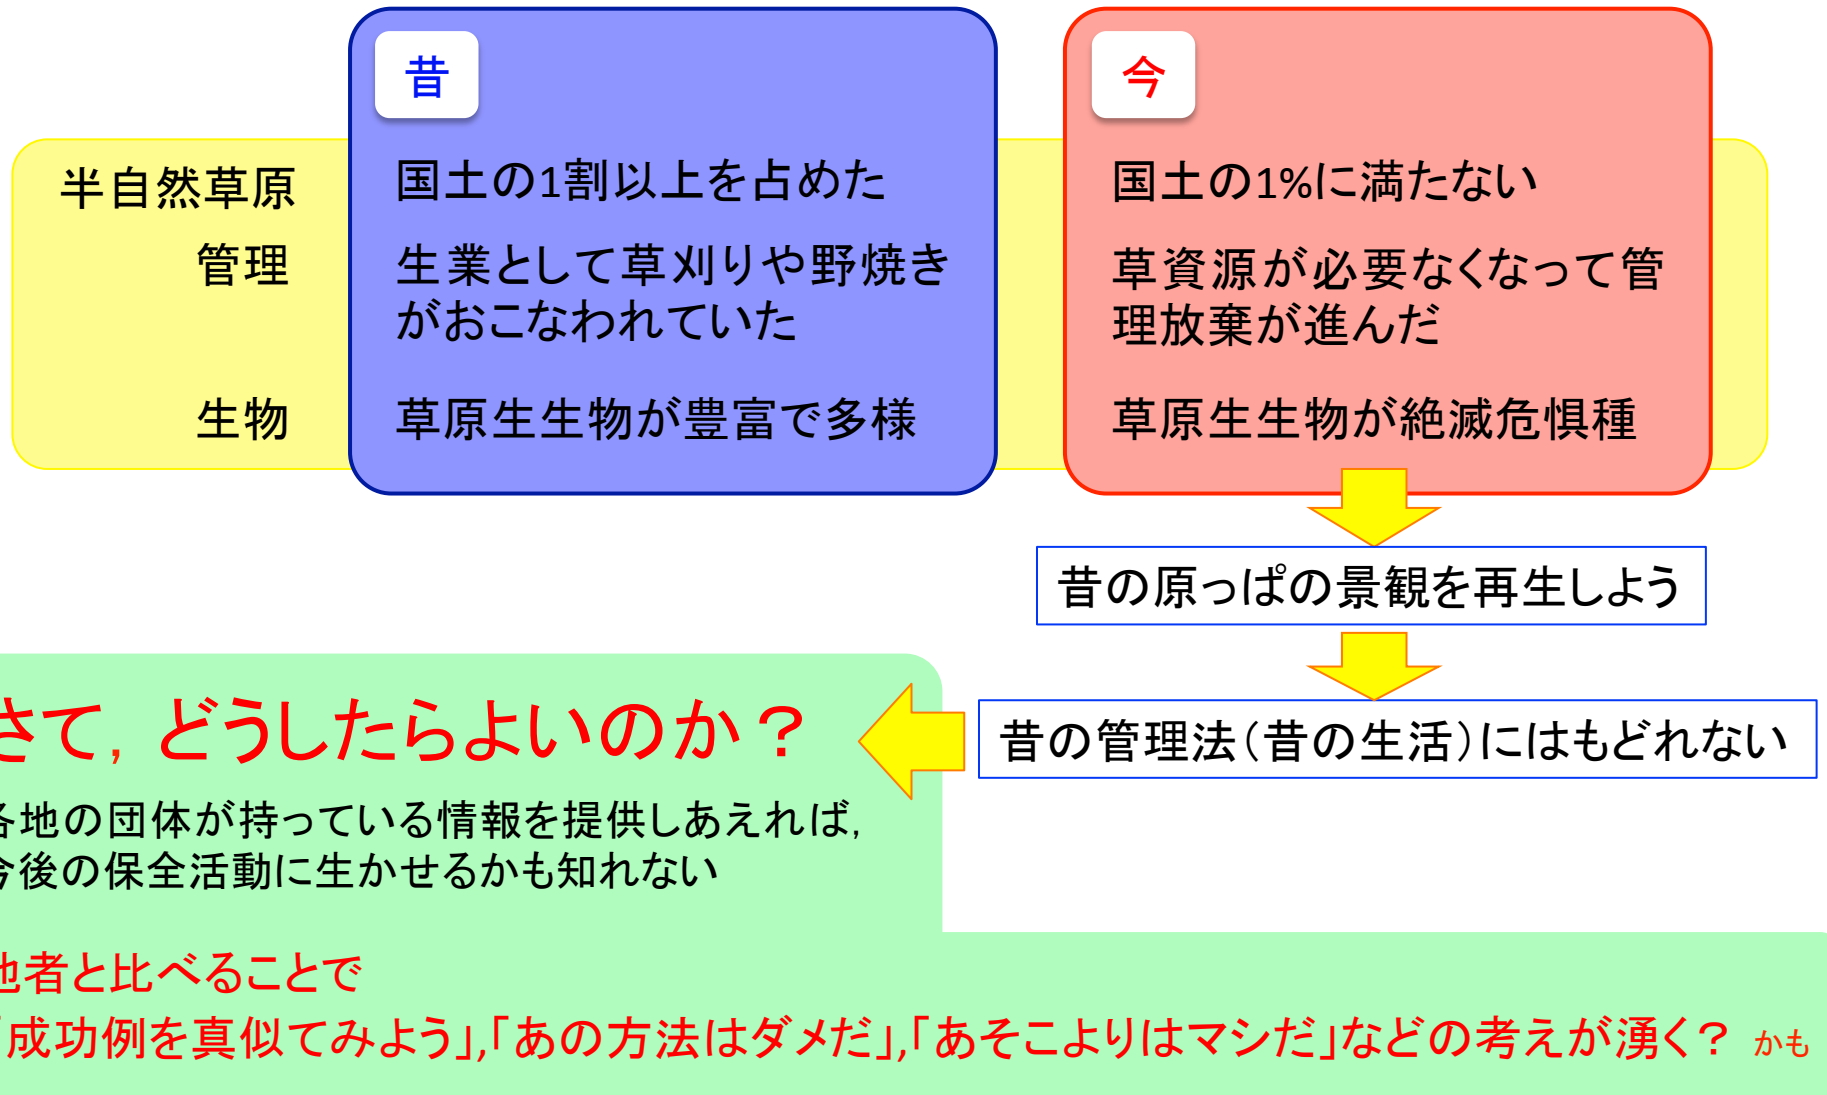 昔
今
半自然草原
国土の1割以上を占めた
国土の1%に満たない
管理
生業として草刈りや野焼き
がおこなわれていた
草資源が必要なくなって管
理放棄が進んだ
生物
草原生生物が豊富で多様
草原生生物が絶滅危惧種
昔の原っぱの景観を再生しよう
昔の管理法(昔の生活)にはもどれない
さて,どうしたらよいのか?
各地の団体が持っている情報を提供しあえれば,
今後の保全活動に生かせるかも知れない
他者と比べることで
「成功例を真似てみよう」,「あの方法はダメだ」,「あそこよりはマシだ」などの考えが湧く? かも